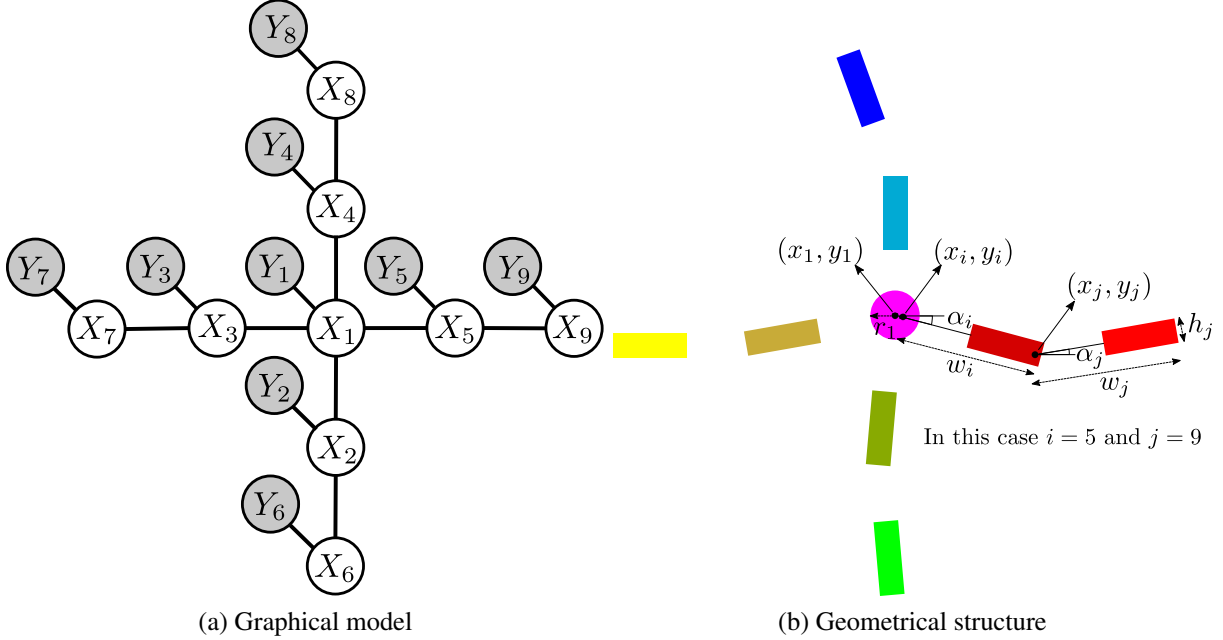 Y₈
X₈
Y₄
X₄
Y₇ Y₃ Y₁ Y₅ Y₉
X₇ X₃ X₁ X₅ X₉
Y₂
X₂
Y₆
X₆
(a) Graphical model
(x₁, y₁) (xᵢ, yᵢ)
(xⱼ, yⱼ)
αᵢ
r₁ hⱼ
αⱼ
wᵢ wⱼ
In this case i = 5 and j = 9
(b) Geometrical structure